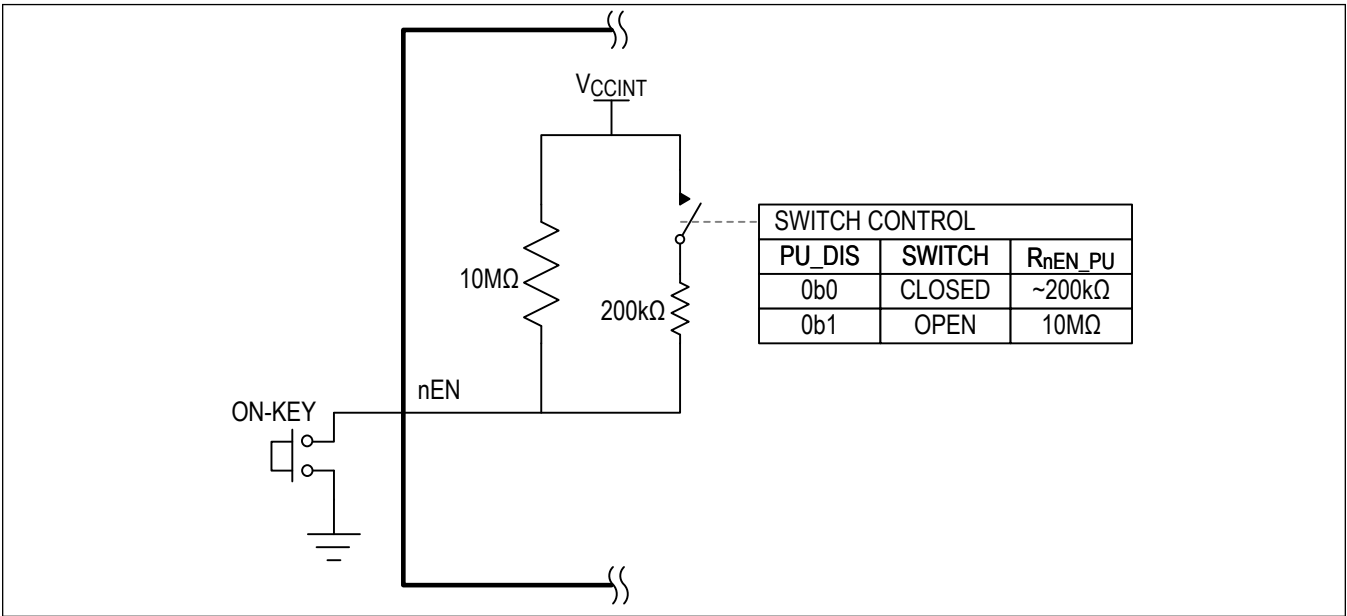 VCCINT
10MΩ
200kΩ
nEN
ON-KEY
SWITCH CONTROL
PU_DIS SWITCH RnEN_PU
0b0 CLOSED ~200kΩ
0b1 OPEN 10MΩ